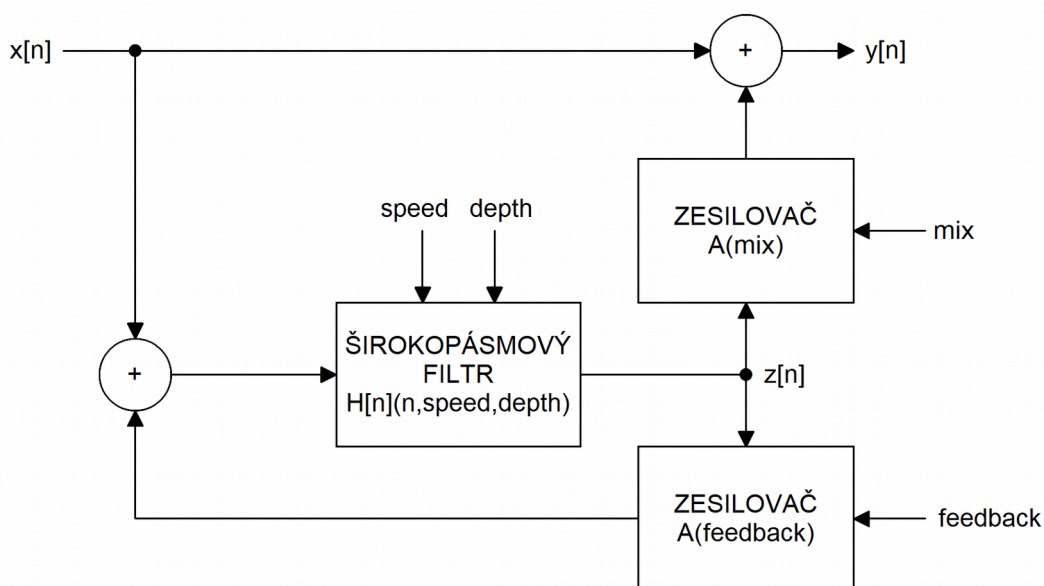 x[n]
+
y[n]
speed depth
ZESILOVAČ
A(mix)
mix
ŠIROKOPÁSMOVÝ
FILTR
H[n](n,speed,depth)
+
z[n]
ZESILOVAČ
A(feedback)
feedback